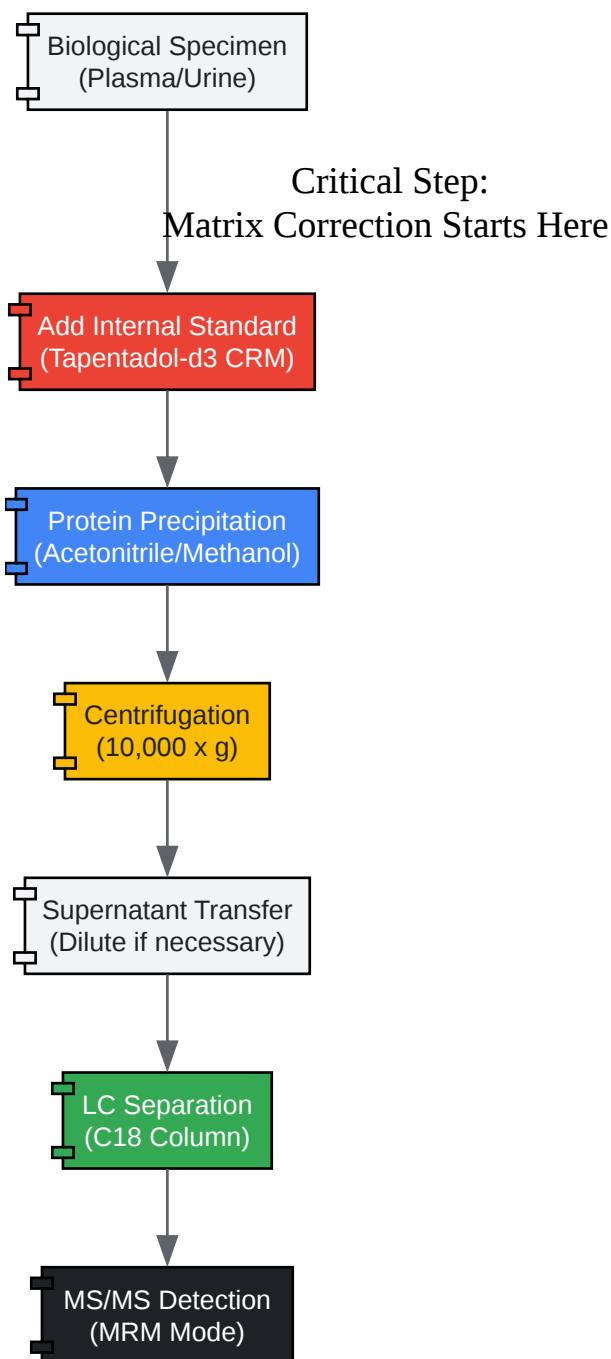 Biological Specimen
(Plasma/Urine)
Critical Step:
Matrix Correction Starts Here
Add Internal Standard
(Tapentadol-d3 CRM)
Protein Precipitation
(Acetonitrile/Methanol)
Centrifugation
(10,000 x g)
Supernatant Transfer
(Dilute if necessary)
LC Separation
(C18 Column)
MS/MS Detection
(MRM Mode)